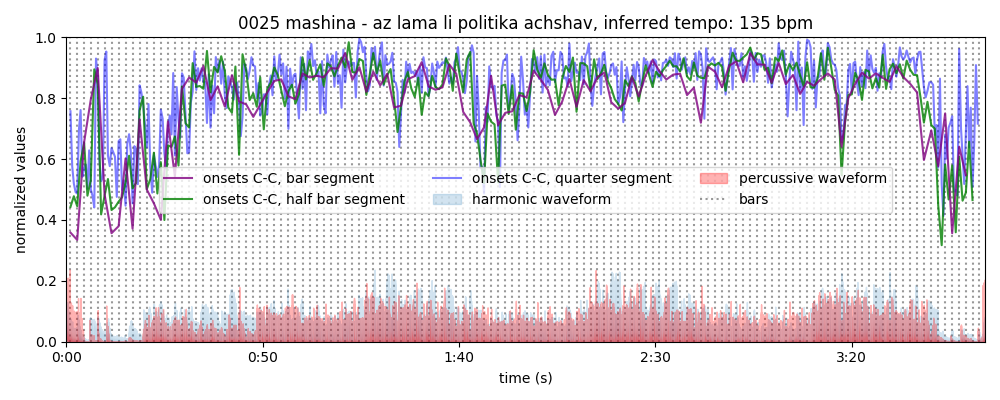 0025 mashina - az lama li politika achshav, inferred tempo: 135 bpm
normalized values
1.0
0.8
0.6
0.4
0.2
0.0
onsets C-C, bar segment
onsets C-C, half bar segment
onsets C-C, quarter segment
harmonic waveform
percussive waveform
bars
0:00 0:50 1:40 2:30 3:20
time (s)